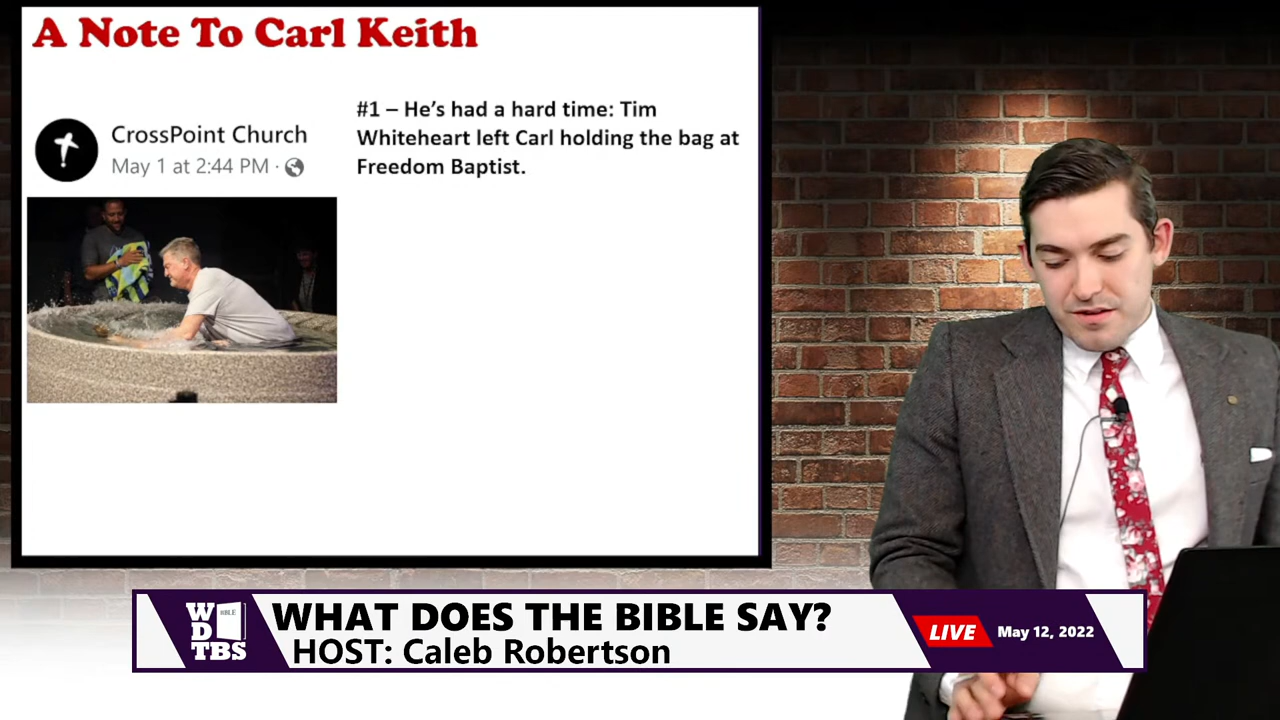 A Note To Carl Keith
CrossPoint Church
May 1 at 2:44 PM ·
#1 – He's had a hard time: Tim
Whiteheart left Carl holding the bag at
Freedom Baptist.
W
D
TBS
BIBLE
WHAT DOES THE BIBLE SAY?
HOST: Caleb Robertson
LIVE
May 12, 2022